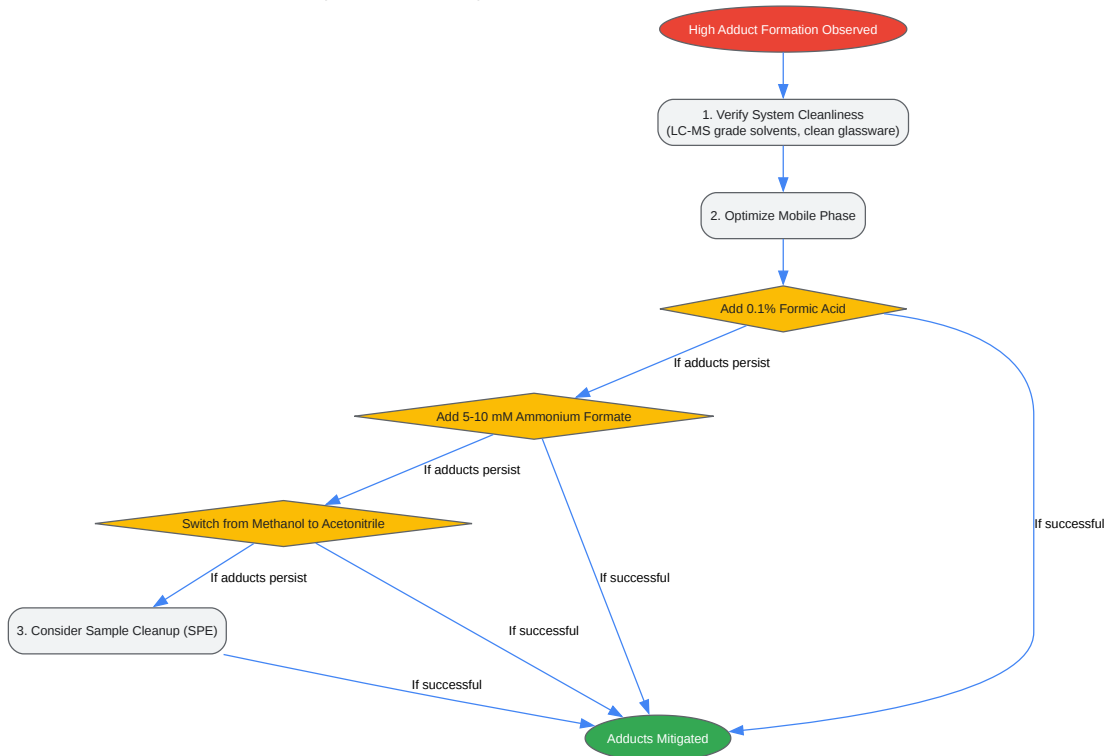 High Adduct Formation Observed
1. Verify System Cleanliness
(LC-MS grade solvents, clean glassware)
2. Optimize Mobile Phase
Add 0.1% Formic Acid
If adducts persist
Add 5-10 mM Ammonium Formate
If adducts persist
Switch from Methanol to Acetonitrile
If successful
If adducts persist
If successful
3. Consider Sample Cleanup (SPE)
If successful
If successful
Adducts Mitigated